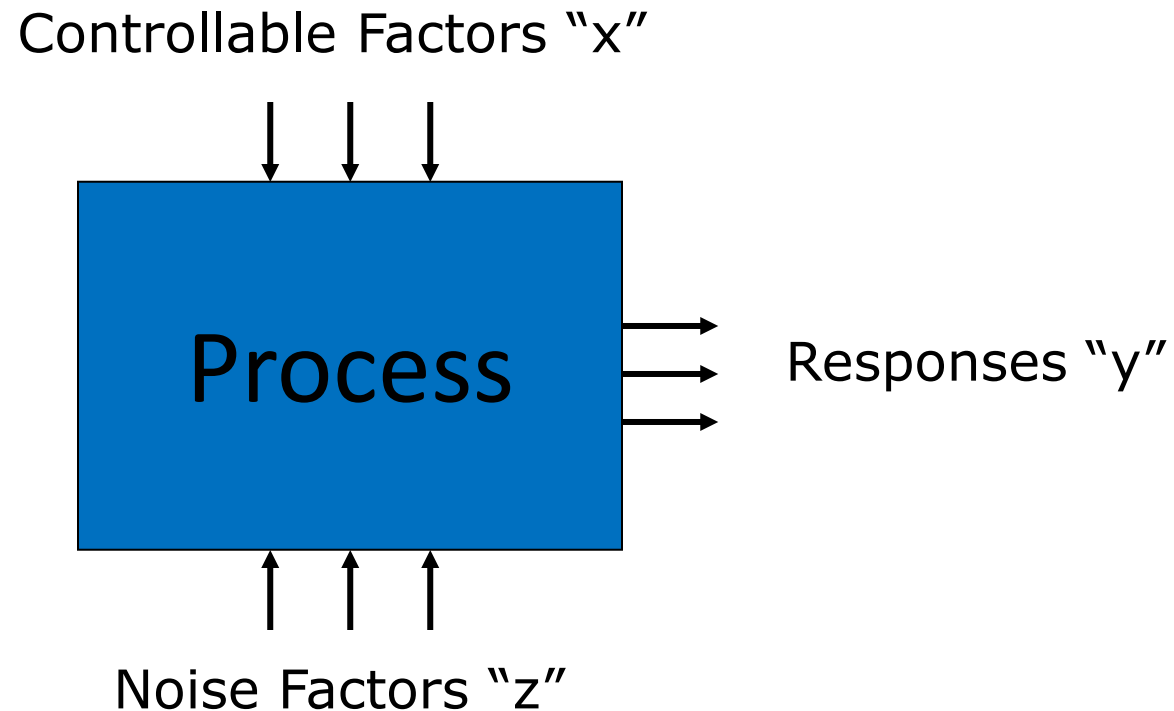 Controllable Factors “x”
Process
Responses “y”
Noise Factors “z”